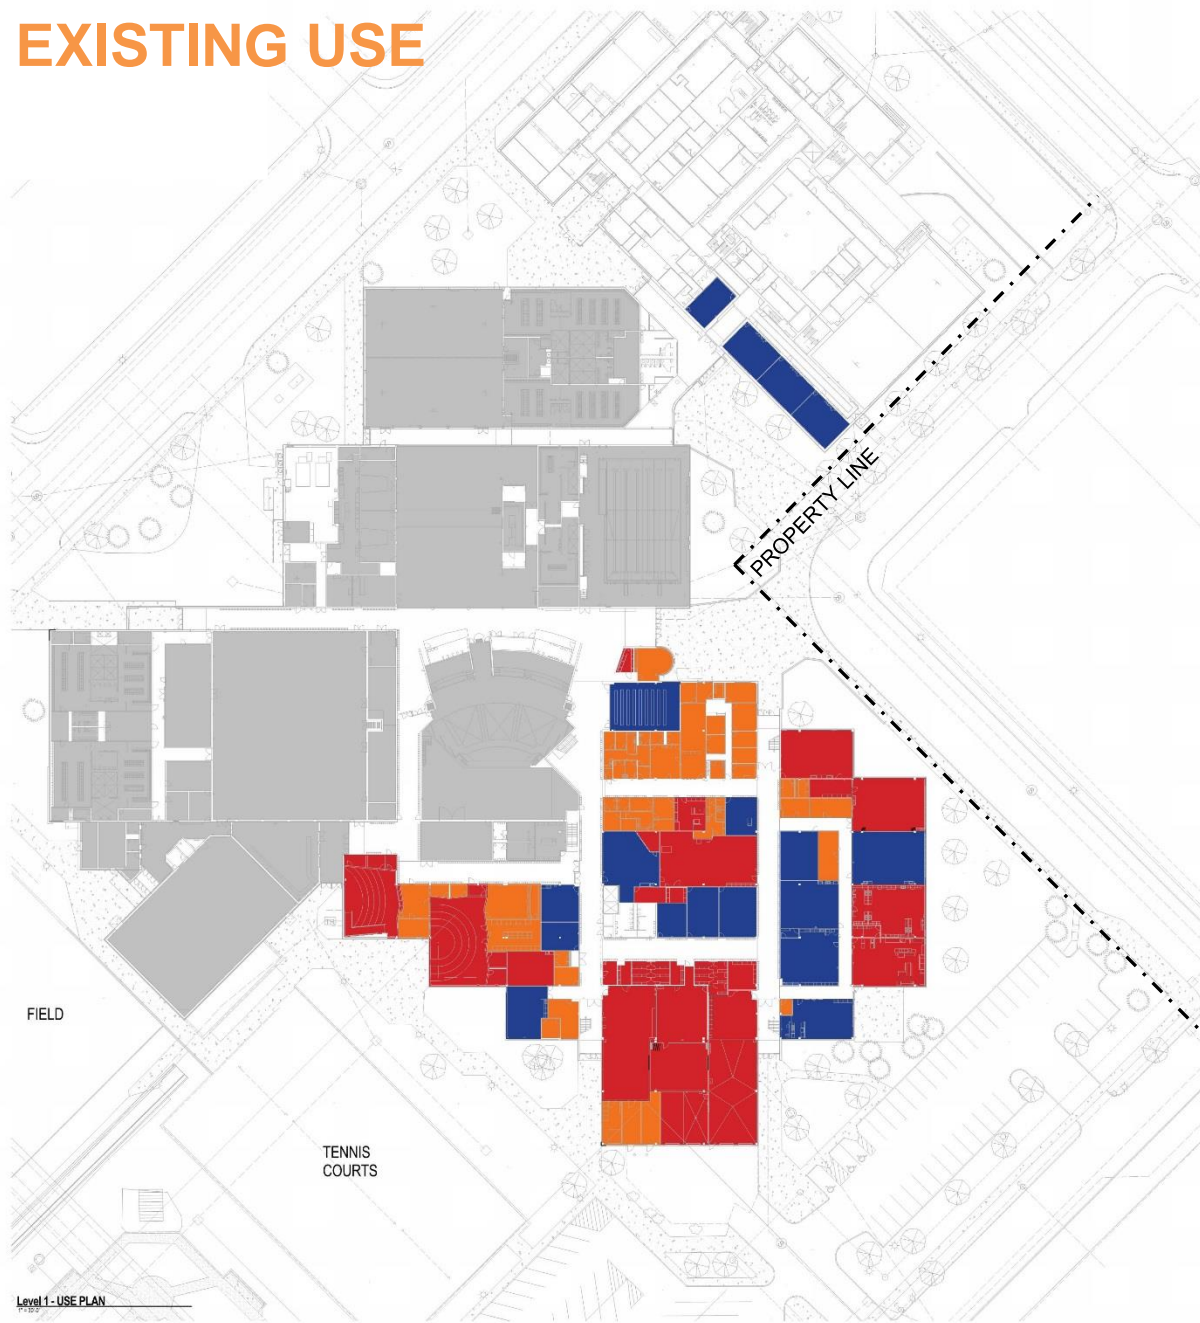 EXISTING USE
PROPERTY LINE
FIELD
TENNIS
COURTS
Level 1 - USE PLAN